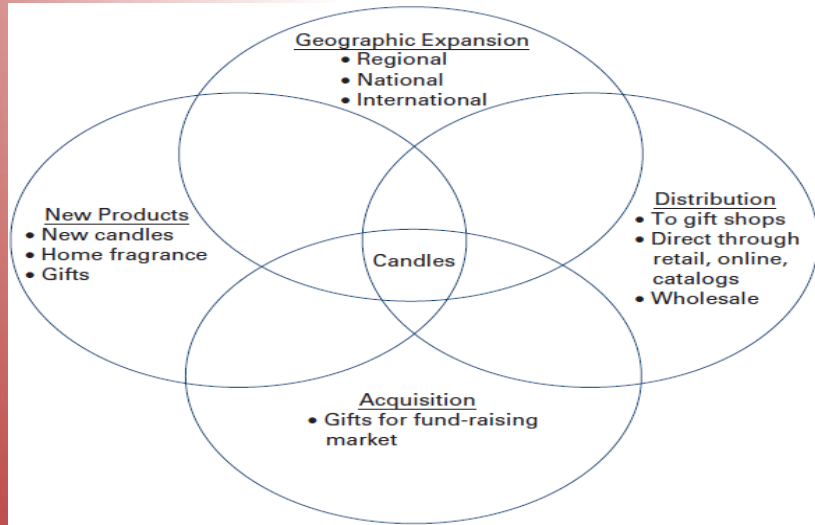 Geographic Expansion
• Regional
• National
• International
New Products
• New candles
• Home fragrance
• Gifts
Candles
Distribution
• To gift shops
• Direct through
retail, online,
catalogs
• Wholesale
Acquisition
• Gifts for fund-raising
market